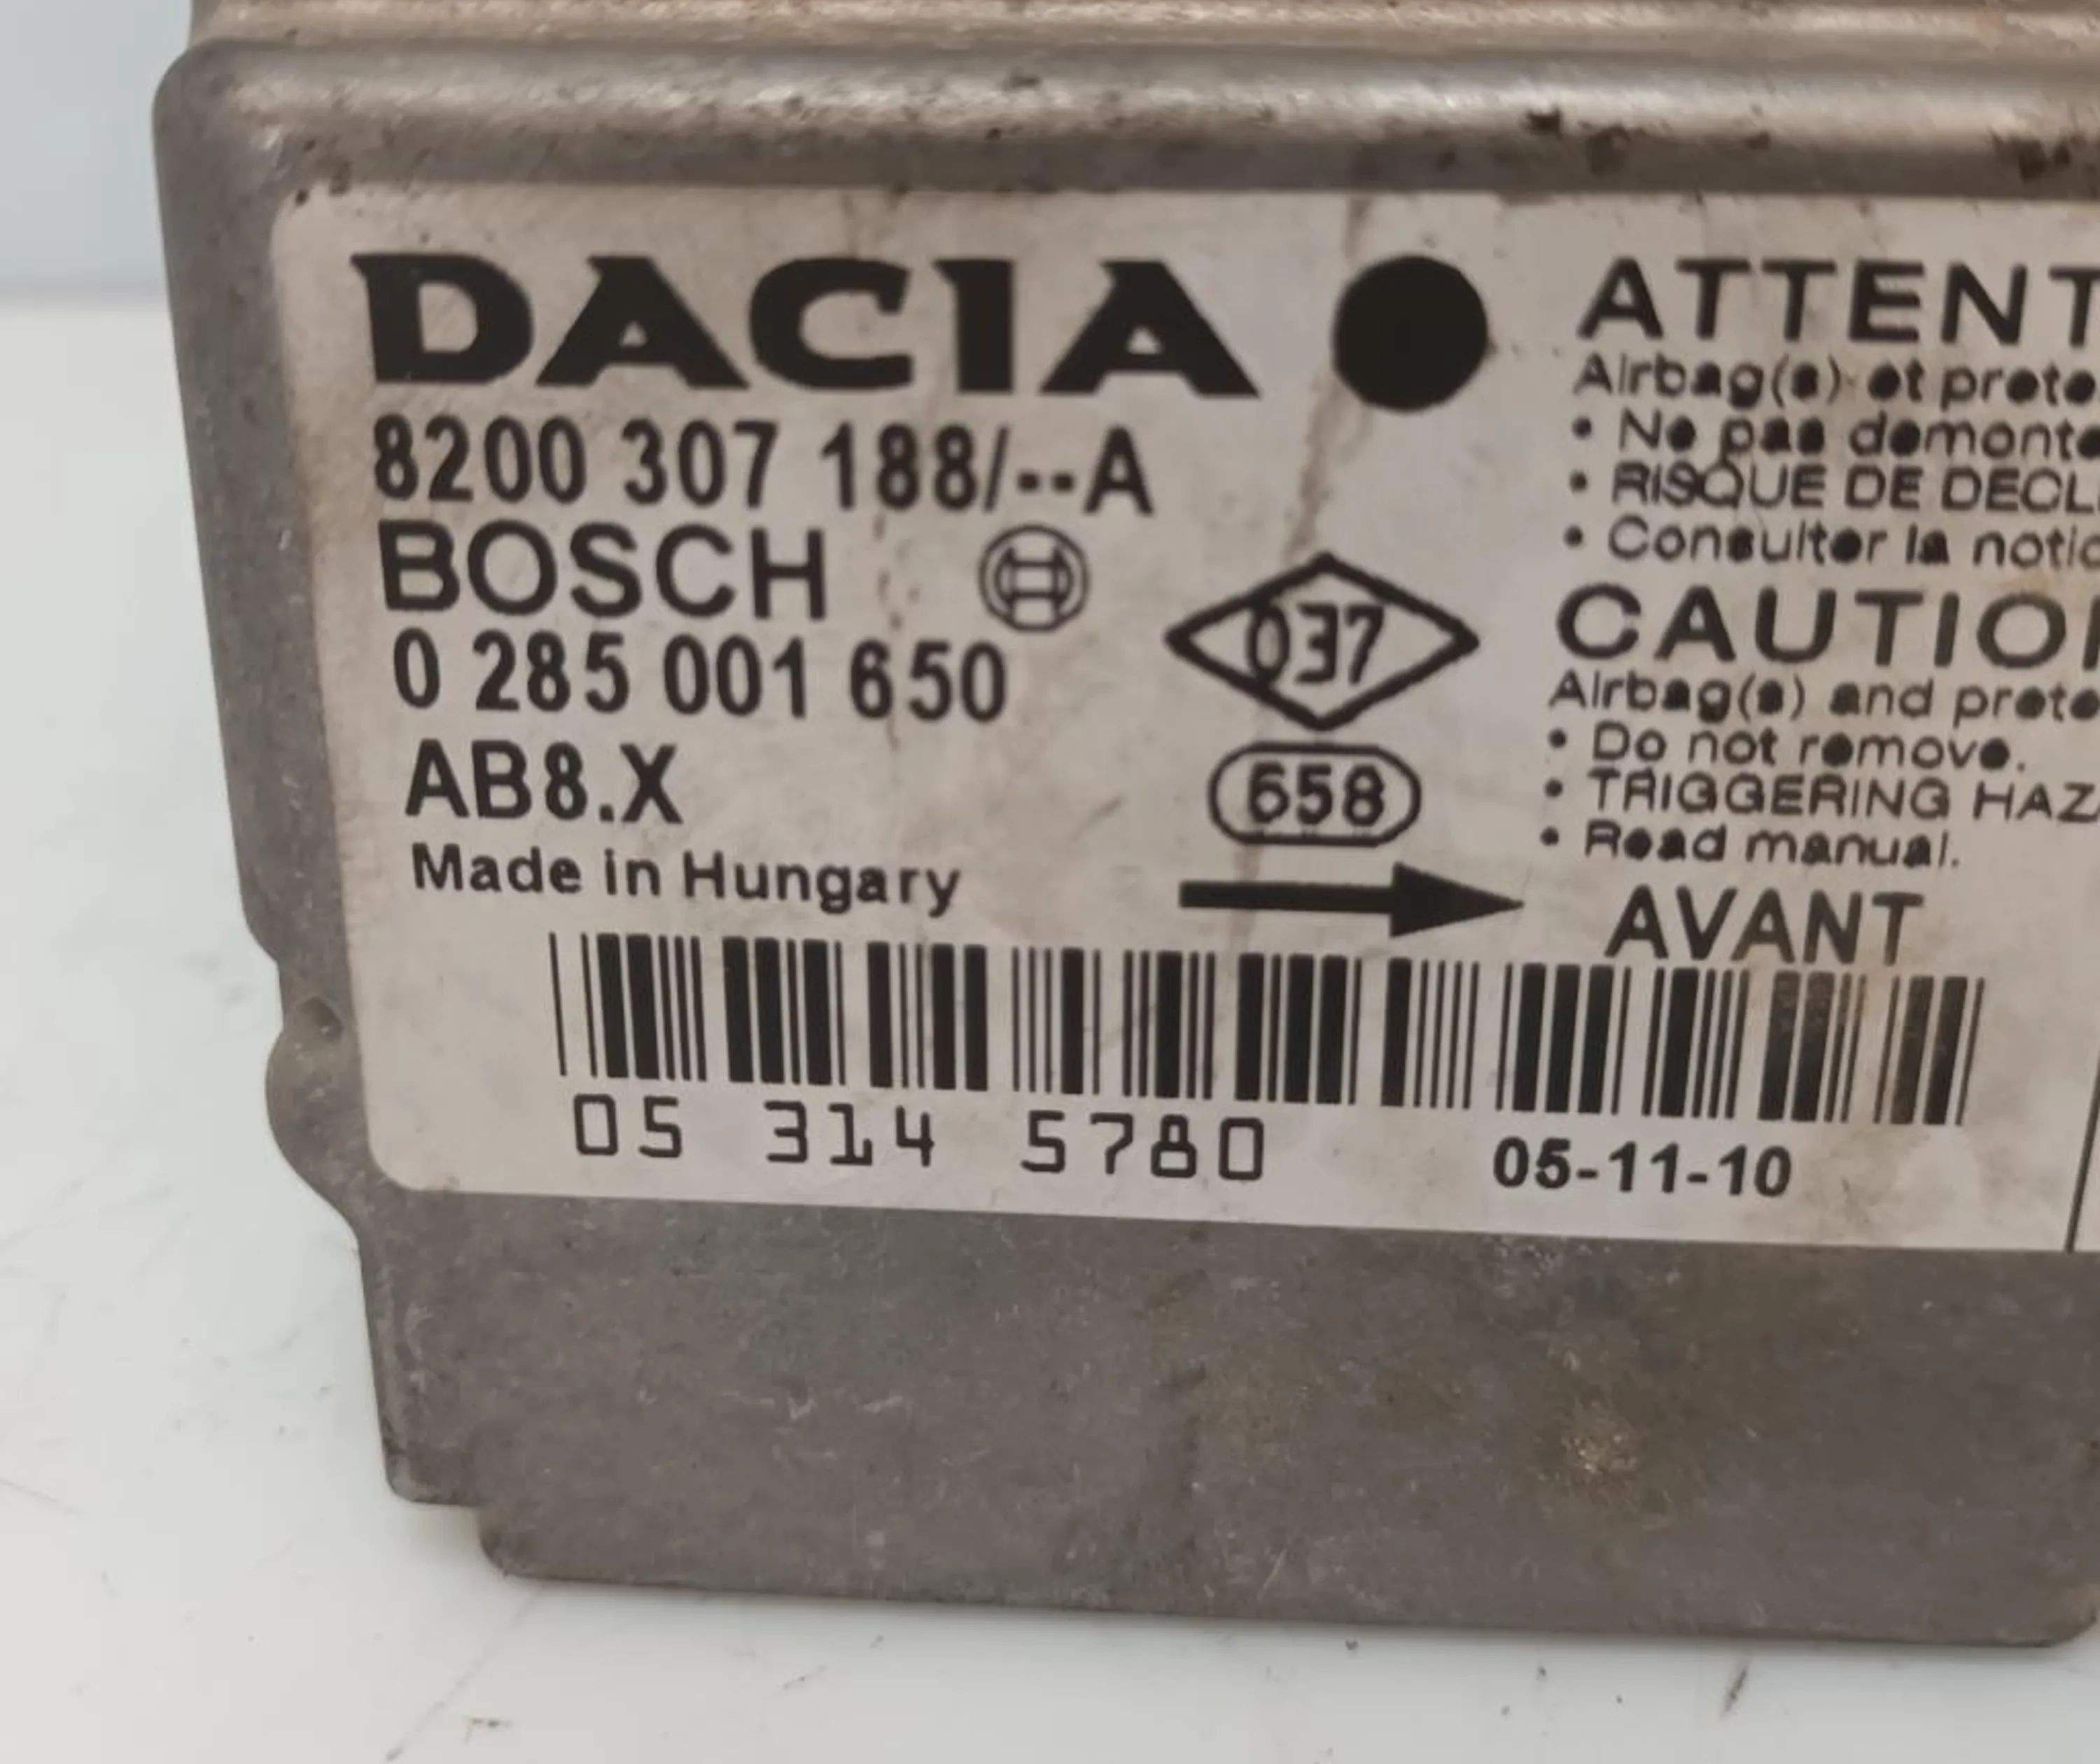 DACIA
8200 307 188/--A
BOSCH
0 285 001 650
AB8.X
Made in Hungary
037
658
ATTENT
Airbag(s) et prote
• Ne pas demonte
• RISQUE DE DECL
• Consulter la notic
CAUTIO
Airbag(s) and prote
• Do not remove.
• TRIGGERING HAZ
• Read manual.
AVANT
05 314 5780
05-11-10